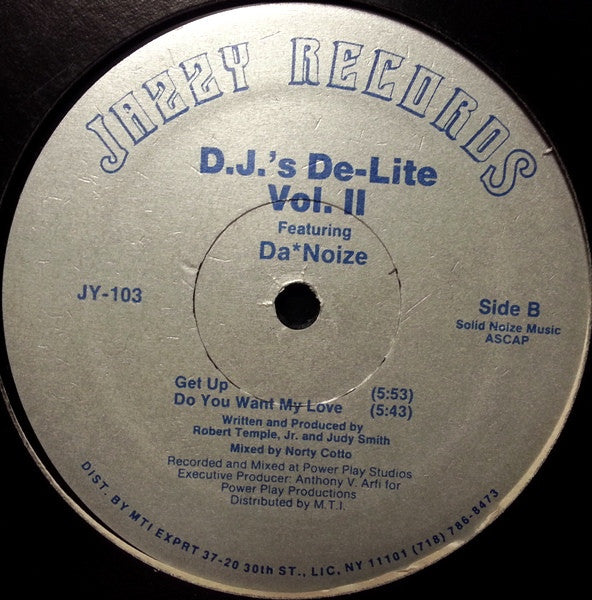 JAZZY RECORDS
D.J.'s De-Lite
Vol. II
Featuring
Da*Noize
JY-103
Side B
Solid Noize Music
ASCAP
Get Up (5:53)
Do You Want My Love (5:43)
Written and Produced by
Robert Temple, Jr. and Judy Smith
Mixed by Norty Cotto
Recorded and Mixed at Power Play Studios
Executive Producer: Anthony V. Arfi for
Power Play Productions
Distributed by M.T.I.
DIST. BY MTI EXPRT 37-20 30th ST., LIC, NY 11101 (718) 786-8473